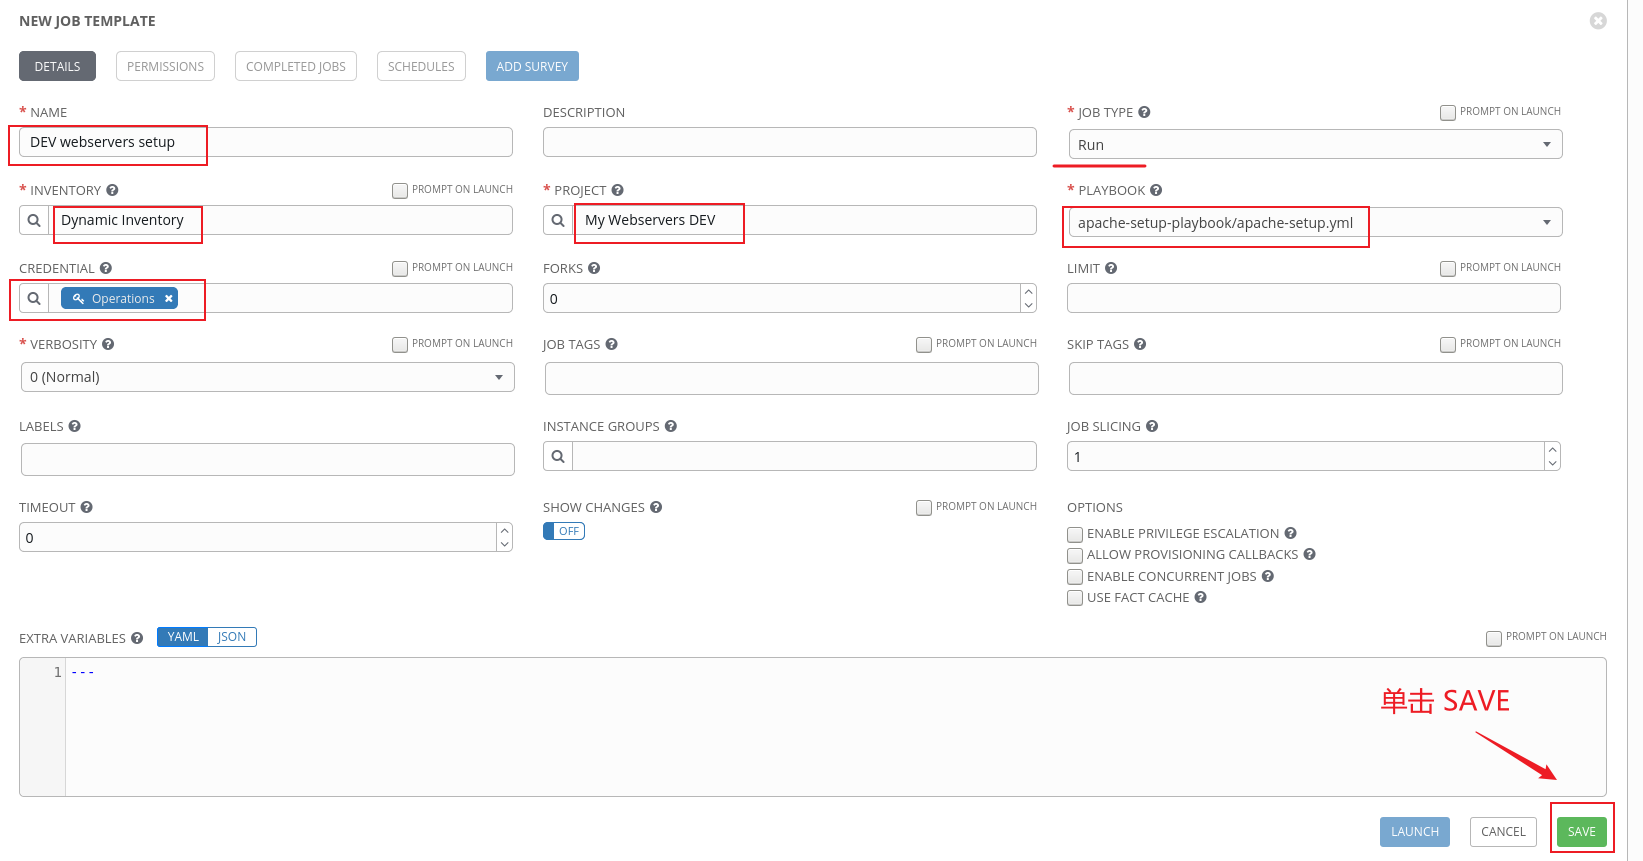 NEW JOB TEMPLATE
DETAILS PERMISSIONS COMPLETED JOBS SCHEDULES ADD SURVEY
* NAME DESCRIPTION * JOB TYPE PROMPT ON LAUNCH
DEV webservers setup Run
* INVENTORY PROMPT ON LAUNCH * PROJECT * PLAYBOOK
Dynamic Inventory My Webservers DEV apache-setup-playbook/apache-setup.yml
CREDENTIAL PROMPT ON LAUNCH FORKS LIMIT PROMPT ON LAUNCH
Operations 0
* VERBOSITY PROMPT ON LAUNCH JOB TAGS PROMPT ON LAUNCH SKIP TAGS PROMPT ON LAUNCH
0 (Normal)
LABELS INSTANCE GROUPS JOB SLICING
1
TIMEOUT SHOW CHANGES PROMPT ON LAUNCH OPTIONS
0 OFF
ENABLE PRIVILEGE ESCALATION
ALLOW PROVISIONING CALLBACKS
ENABLE CONCURRENT JOBS
USE FACT CACHE
EXTRA VARIABLES YAML JSON PROMPT ON LAUNCH
1 ---
单击 SAVE
LAUNCH CANCEL SAVE